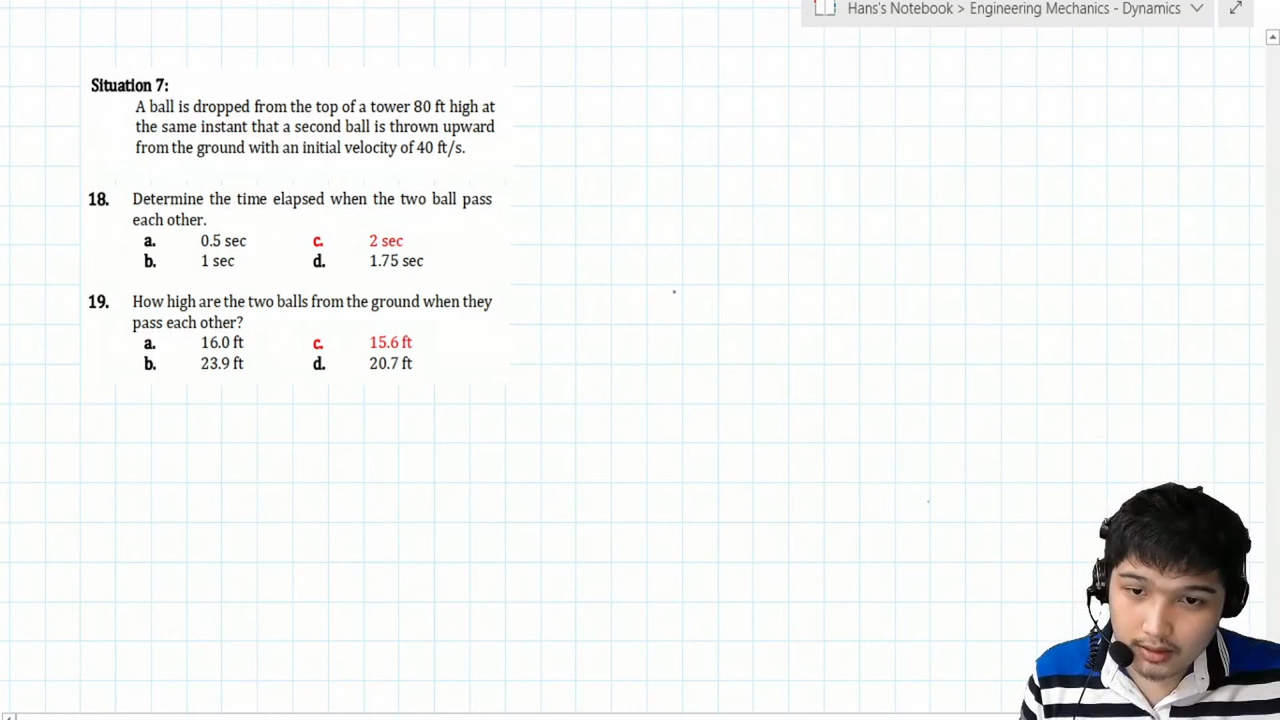 Hans's Notebook > Engineering Mechanics - Dynamics
Situation 7:
A ball is dropped from the top of a tower 80 ft high at
the same instant that a second ball is thrown upward
from the ground with an initial velocity of 40 ft/s.
18. Determine the time elapsed when the two ball pass
each other.
a. 0.5 sec c. 2 sec
b. 1 sec d. 1.75 sec
19. How high are the two balls from the ground when they
pass each other?
a. 16.0 ft c. 15.6 ft
b. 23.9 ft d. 20.7 ft